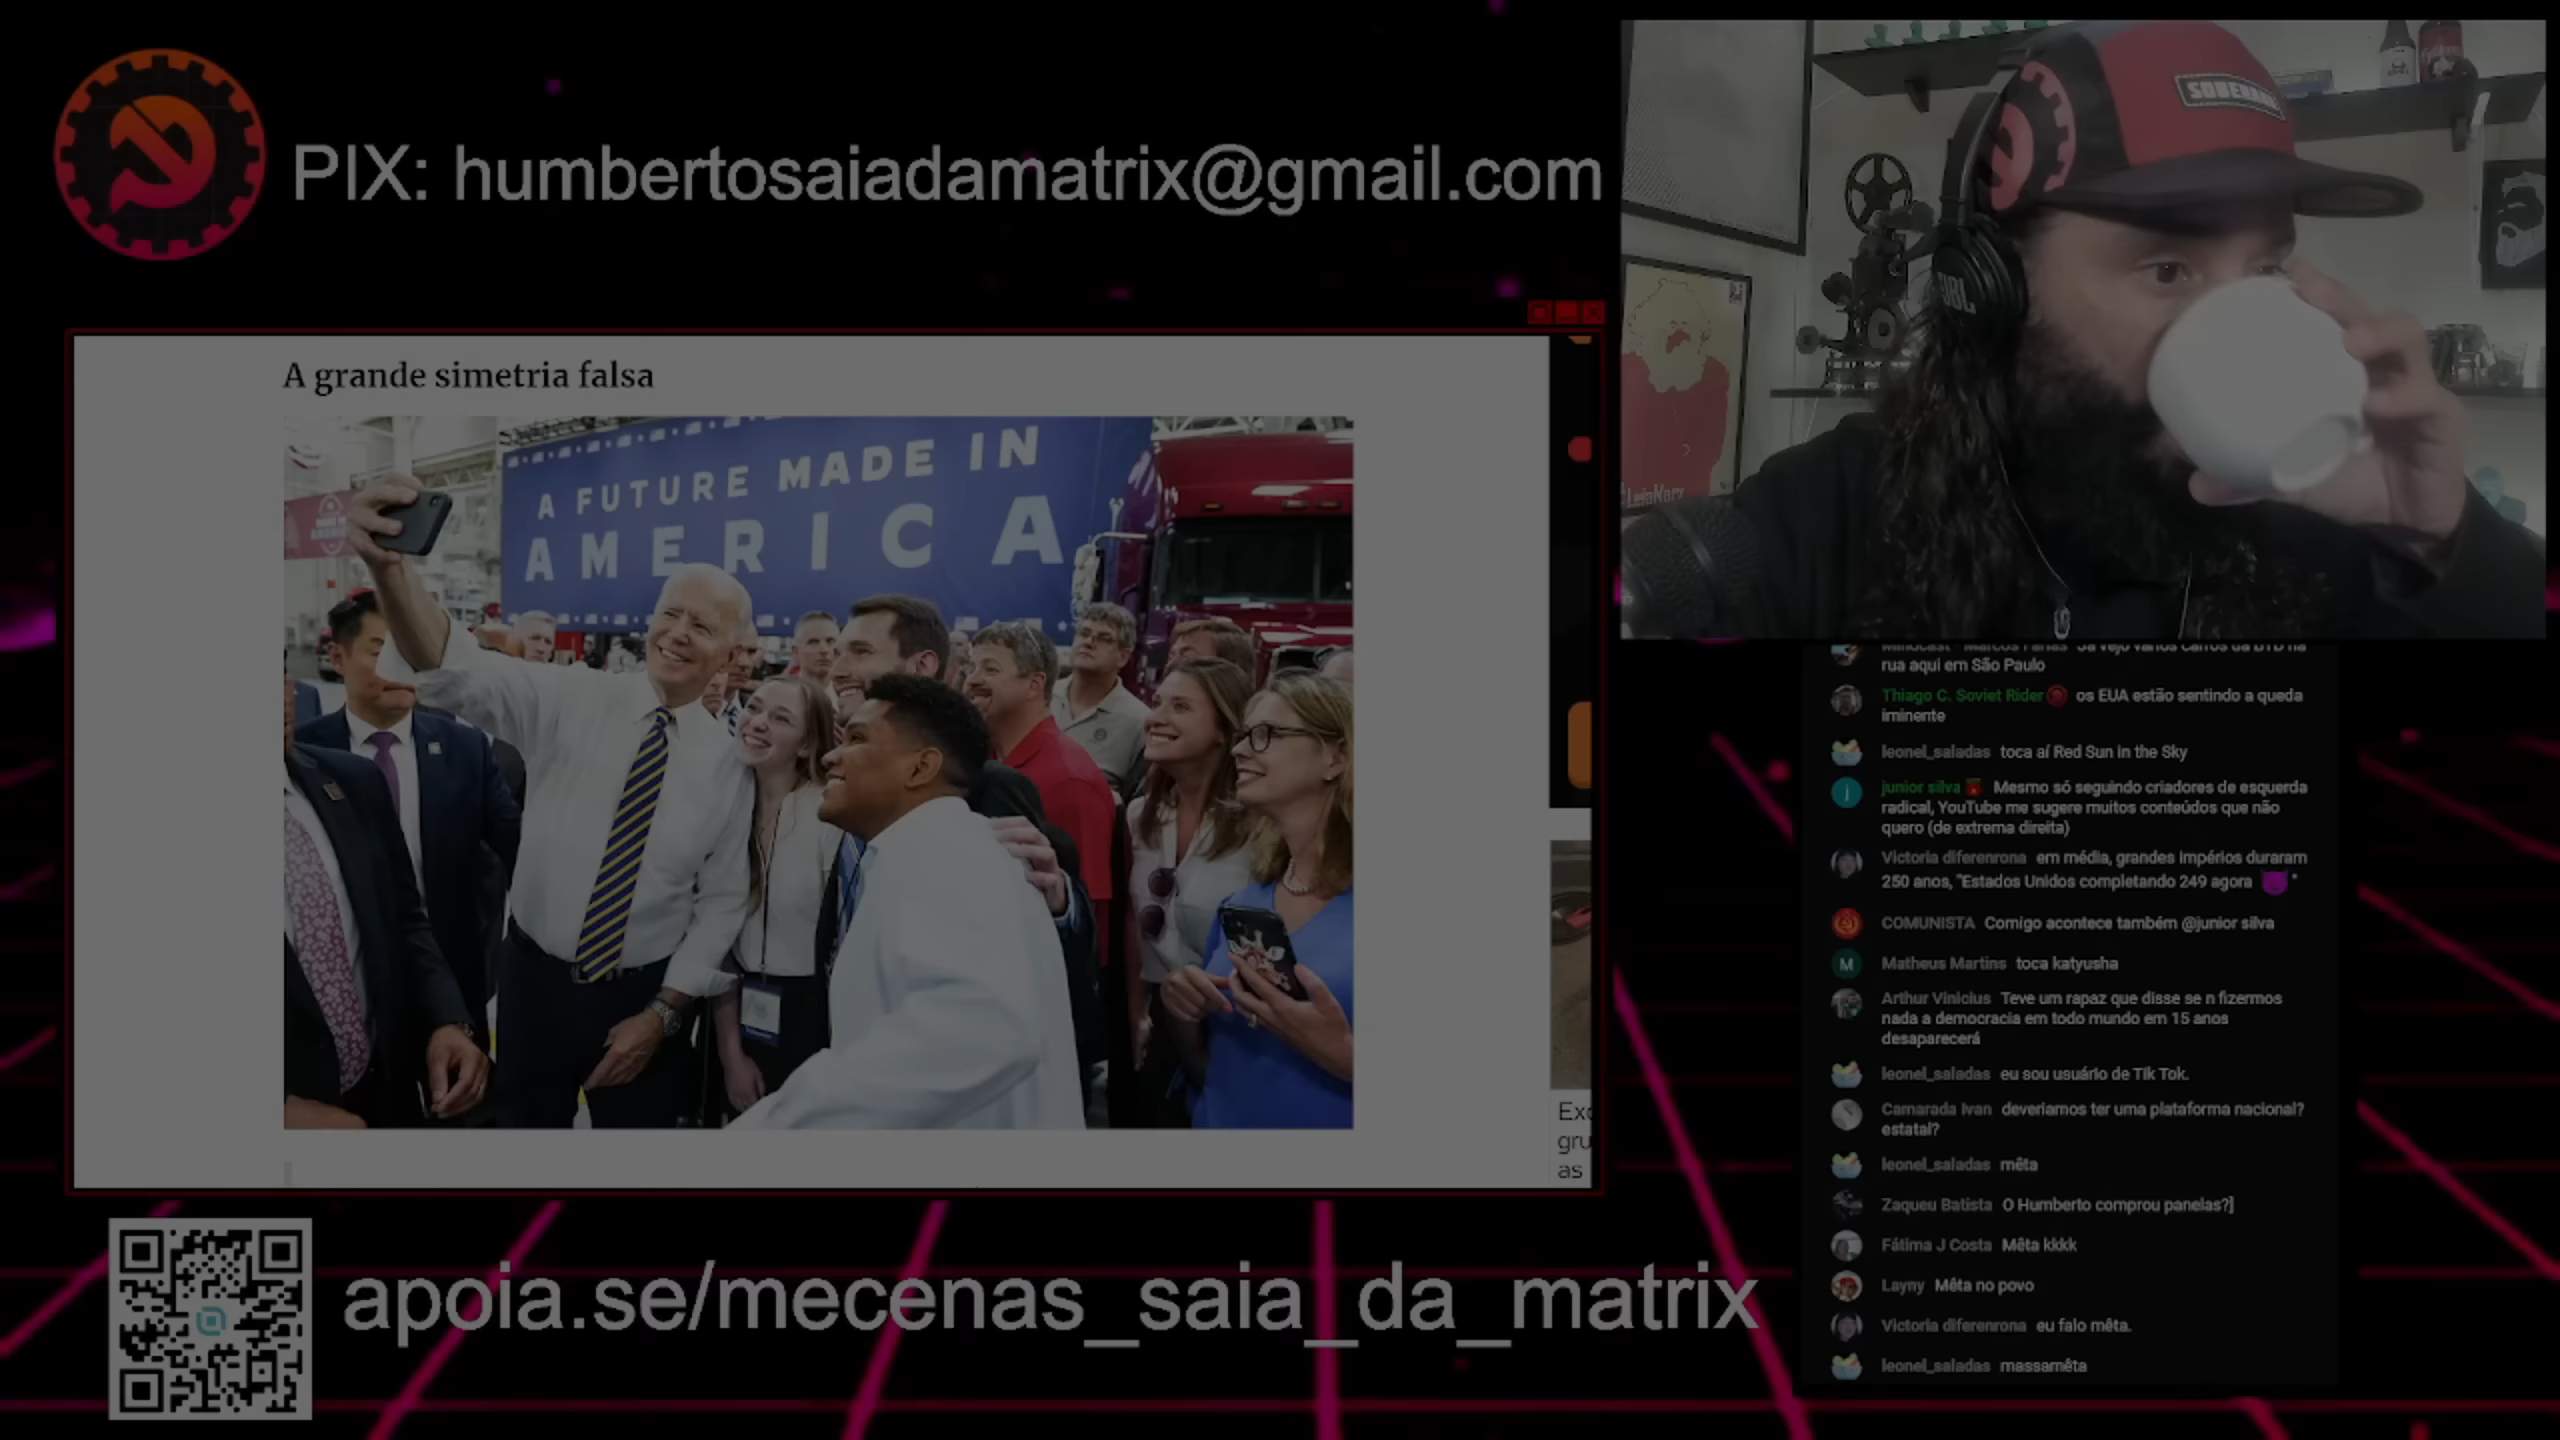 PIX: humbertosaiadamatrix@gmail.com
A grande simetria falsa
A FUTURE MADE IN
AMERICA
Exc
gru
as
apoia.se/mecenas_saia_da_matrix
JBL
rua aqui em São Paulo
Thiago C. Soviet Rider os EUA estão sentindo a queda
iminente
leonel_saladas toca aí Red Sun in the Sky
junior silva Mesmo só seguindo criadores de esquerda
radical, YouTube me sugere muitos conteúdos que não
quero (de extrema direita)
Victoria diferenrona em média, grandes impérios duraram
250 anos, "Estados Unidos completando 249 agora "
COMUNISTA Comigo acontece também @junior silva
M
Matheus Martins toca katyusha
Arthur Vinicius Teve um rapaz que disse se n fizermos
nada a democracia em todo mundo em 15 anos
desaparecerá
leonel_saladas eu sou usuário de Tik Tok.
Camarada Ivan deveriamos ter uma plataforma nacional?
estatal?
leonel_saladas mêta
Zaqueu Batista O Humberto comprou panelas?]
Fátima J Costa Mêta kkkk
Layny Mêta no povo
Victoria diferenrona eu falo mêta.
leonel_saladas massamêta